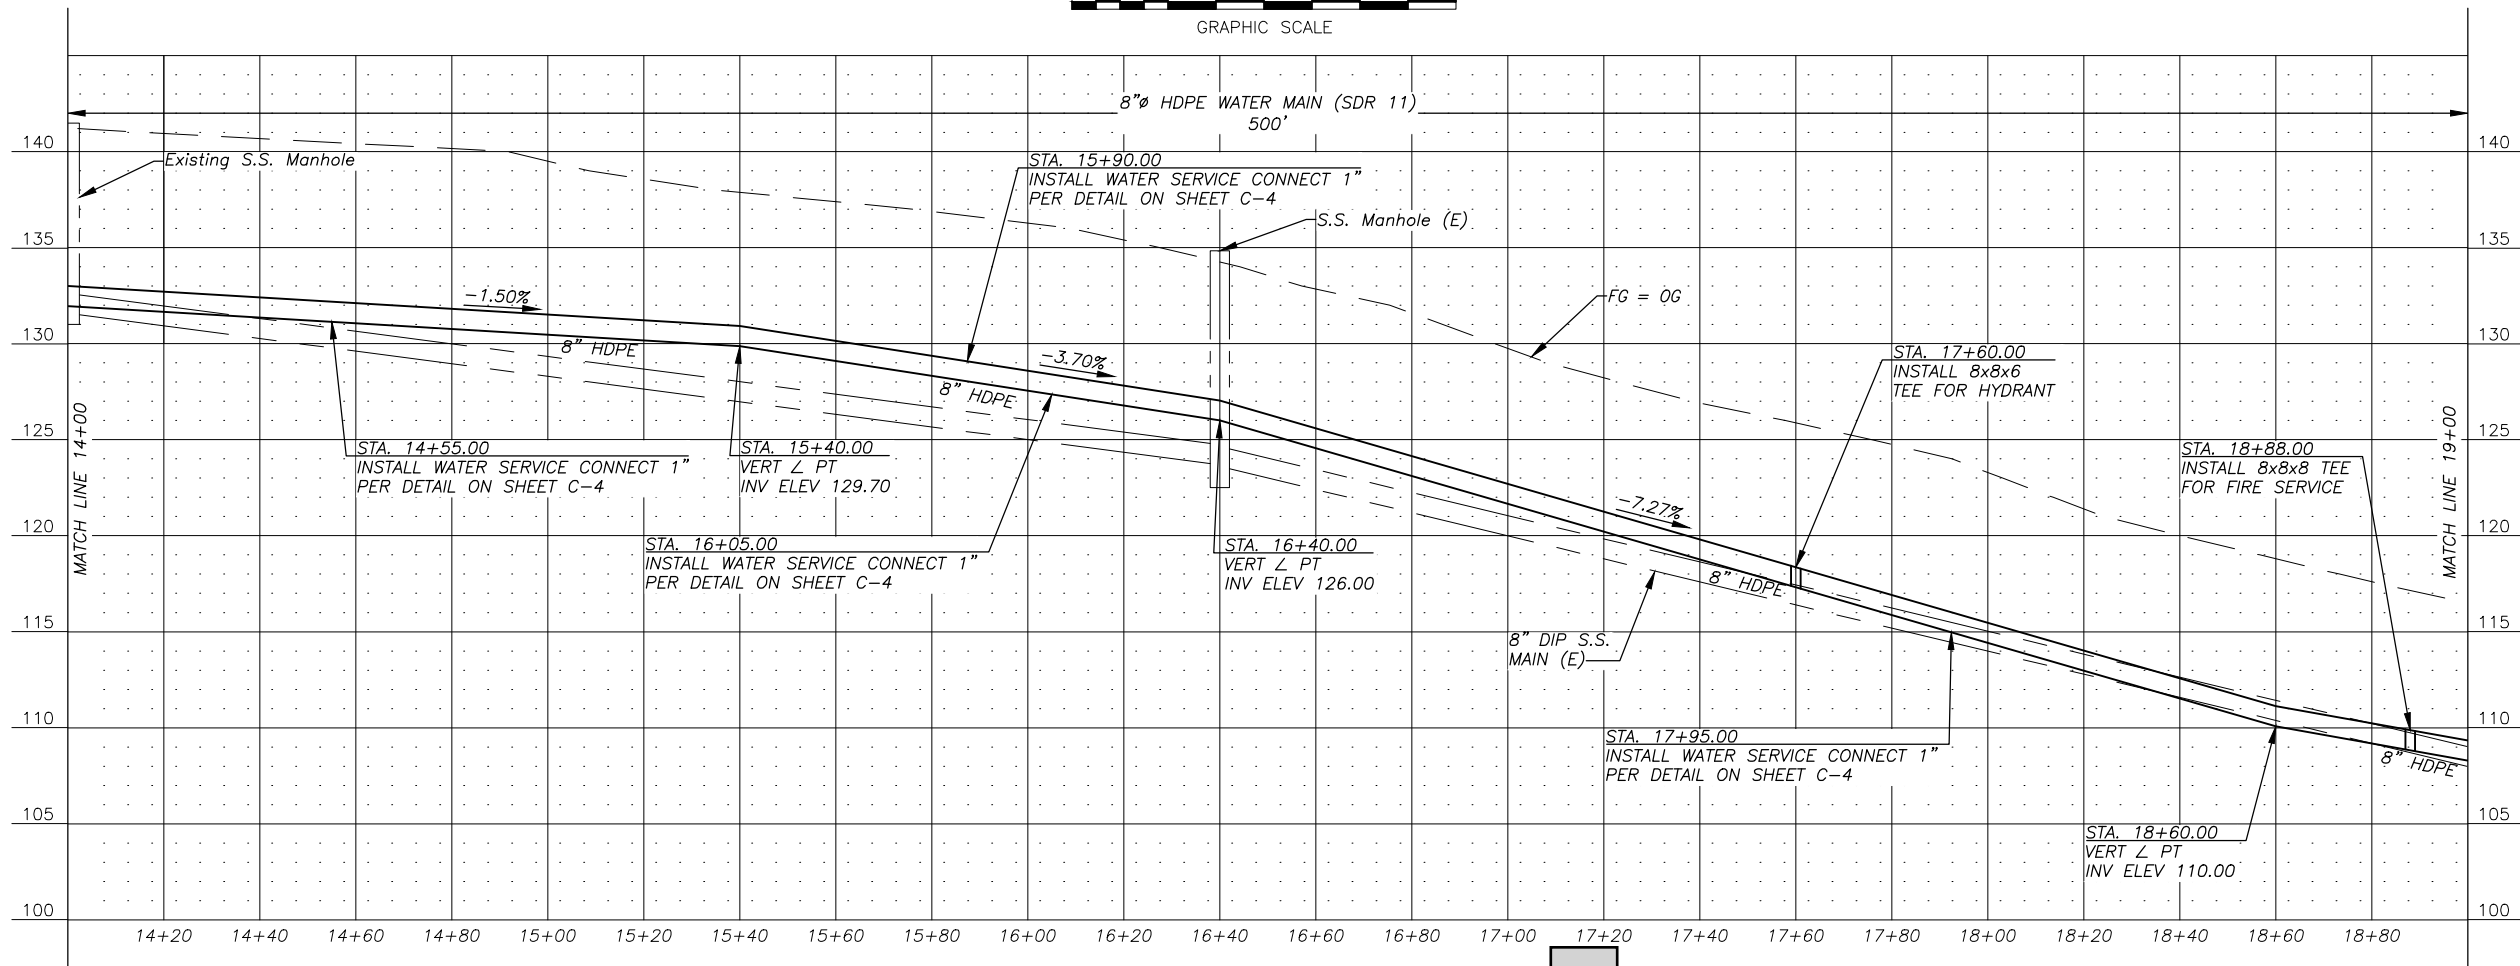 GRAPHIC SCALE
8"ø HDPE WATER MAIN (SDR 11)
500'
140
140
Existing S.S. Manhole
STA. 15+90.00
INSTALL WATER SERVICE CONNECT 1"
PER DETAIL ON SHEET C-4
S.S. Manhole (E)
135
135
-1.50%
FG = OG
130
130
8" HDPE
-3.70%
8" HDPE
STA. 17+60.00
INSTALL 8x8x6
TEE FOR HYDRANT
MATCH LINE 14+00
MATCH LINE 19+00
125
125
STA. 14+55.00
INSTALL WATER SERVICE CONNECT 1"
PER DETAIL ON SHEET C-4
STA. 15+40.00
VERT ∠ PT
INV ELEV 129.70
STA. 18+88.00
INSTALL 8x8x8 TEE
FOR FIRE SERVICE
-7.27%
120
120
STA. 16+05.00
INSTALL WATER SERVICE CONNECT 1"
PER DETAIL ON SHEET C-4
STA. 16+40.00
VERT ∠ PT
INV ELEV 126.00
8" HDPE
115
115
8" DIP S.S.
MAIN (E)
110
110
STA. 17+95.00
INSTALL WATER SERVICE CONNECT 1"
PER DETAIL ON SHEET C-4
8" HDPE
105
105
STA. 18+60.00
VERT ∠ PT
INV ELEV 110.00
100
100
14+20 14+40 14+60 14+80 15+00 15+20 15+40 15+60 15+80 16+00 16+20 16+40 16+60 16+80 17+00 17+20 17+40 17+60 17+80 18+00 18+20 18+40 18+60 18+80